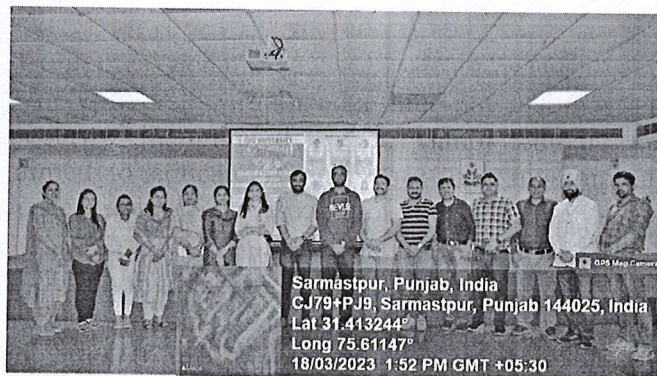 UNIVERSITY
GPS Map Camera
Sarmastpur, Punjab, India
CJ79+PJ9, Sarmastpur, Punjab 144025, India
Lat 31.413244°
Long 75.61147°
18/03/2023 1:52 PM GMT +05:30